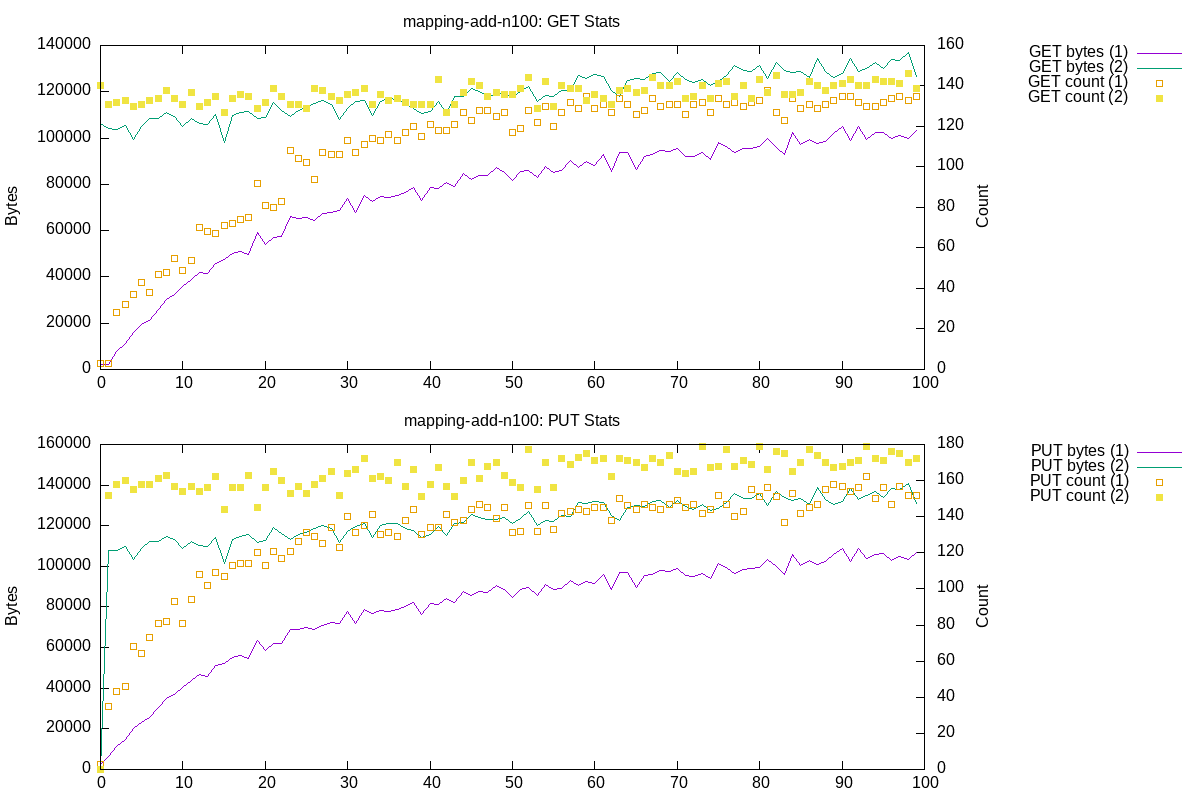 mapping-add-n100: GET Stats
140000
120000
100000
80000
60000
40000
20000
0
Bytes
160
140
120
100
80
60
40
20
0
Count
0 10 20 30 40 50 60 70 80 90 100
GET bytes (1)
GET bytes (2)
GET count (1)
GET count (2)
mapping-add-n100: PUT Stats
160000
140000
120000
100000
80000
60000
40000
20000
0
Bytes
180
160
140
120
100
80
60
40
20
0
Count
0 10 20 30 40 50 60 70 80 90 100
PUT bytes (1)
PUT bytes (2)
PUT count (1)
PUT count (2)